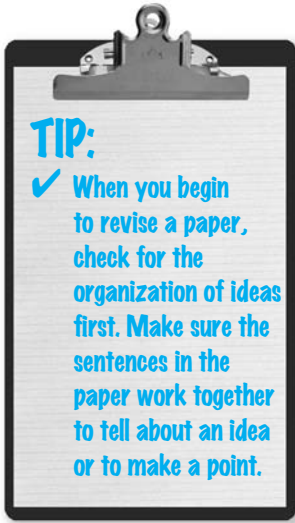 TIP:
✔ When you begin
to revise a paper,
check for the
organization of ideas
first. Make sure the
sentences in the
paper work together
to tell about an idea
or to make a point.